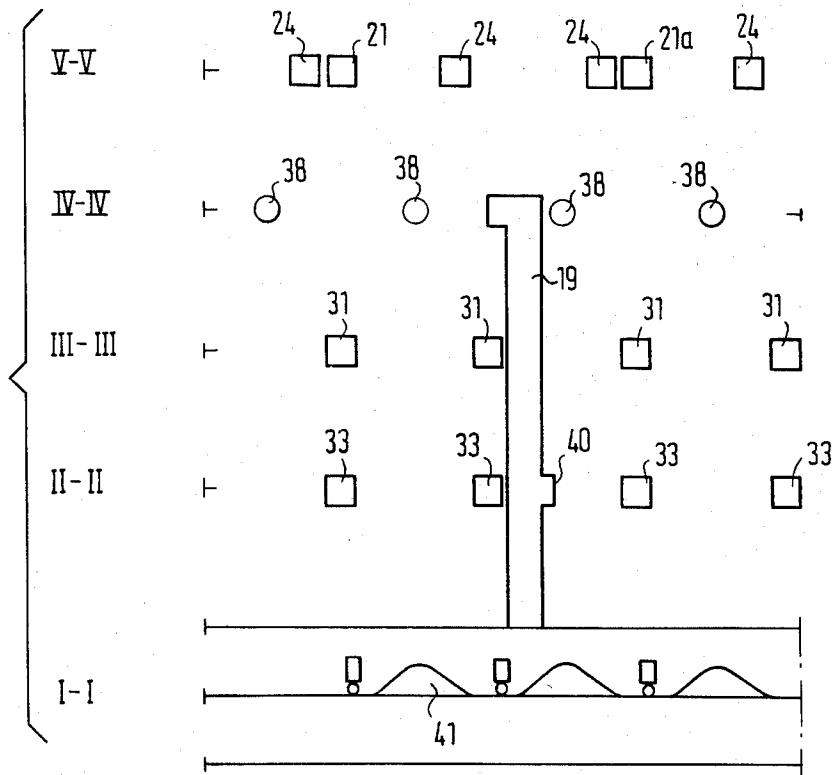 V-V 24 21 24 24 21a 24
IV-IV 38 38 38 38
19
III-III 31 31 31 31
II-II 33 33 40 33 33
I-I 41